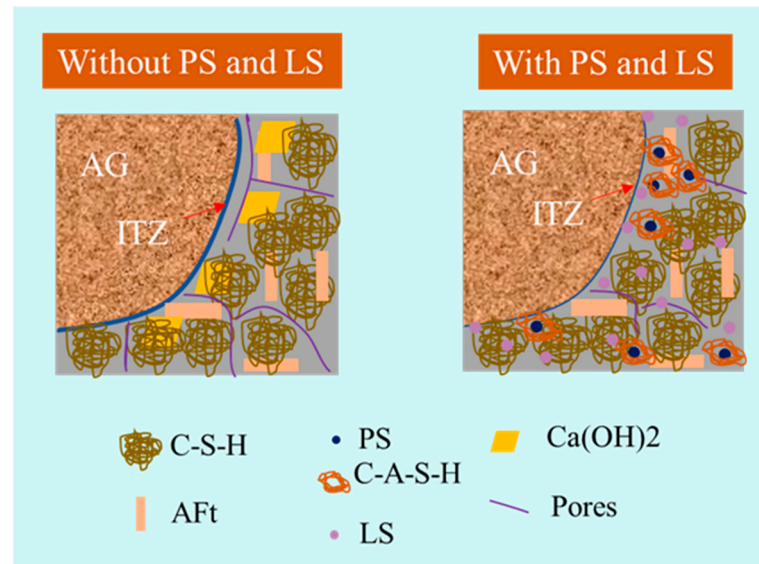 Without PS and LS
With PS and LS
AG
ITZ
AG
ITZ
C-S-H
PS
Ca(OH)2
C-A-S-H
AFt
Pores
LS